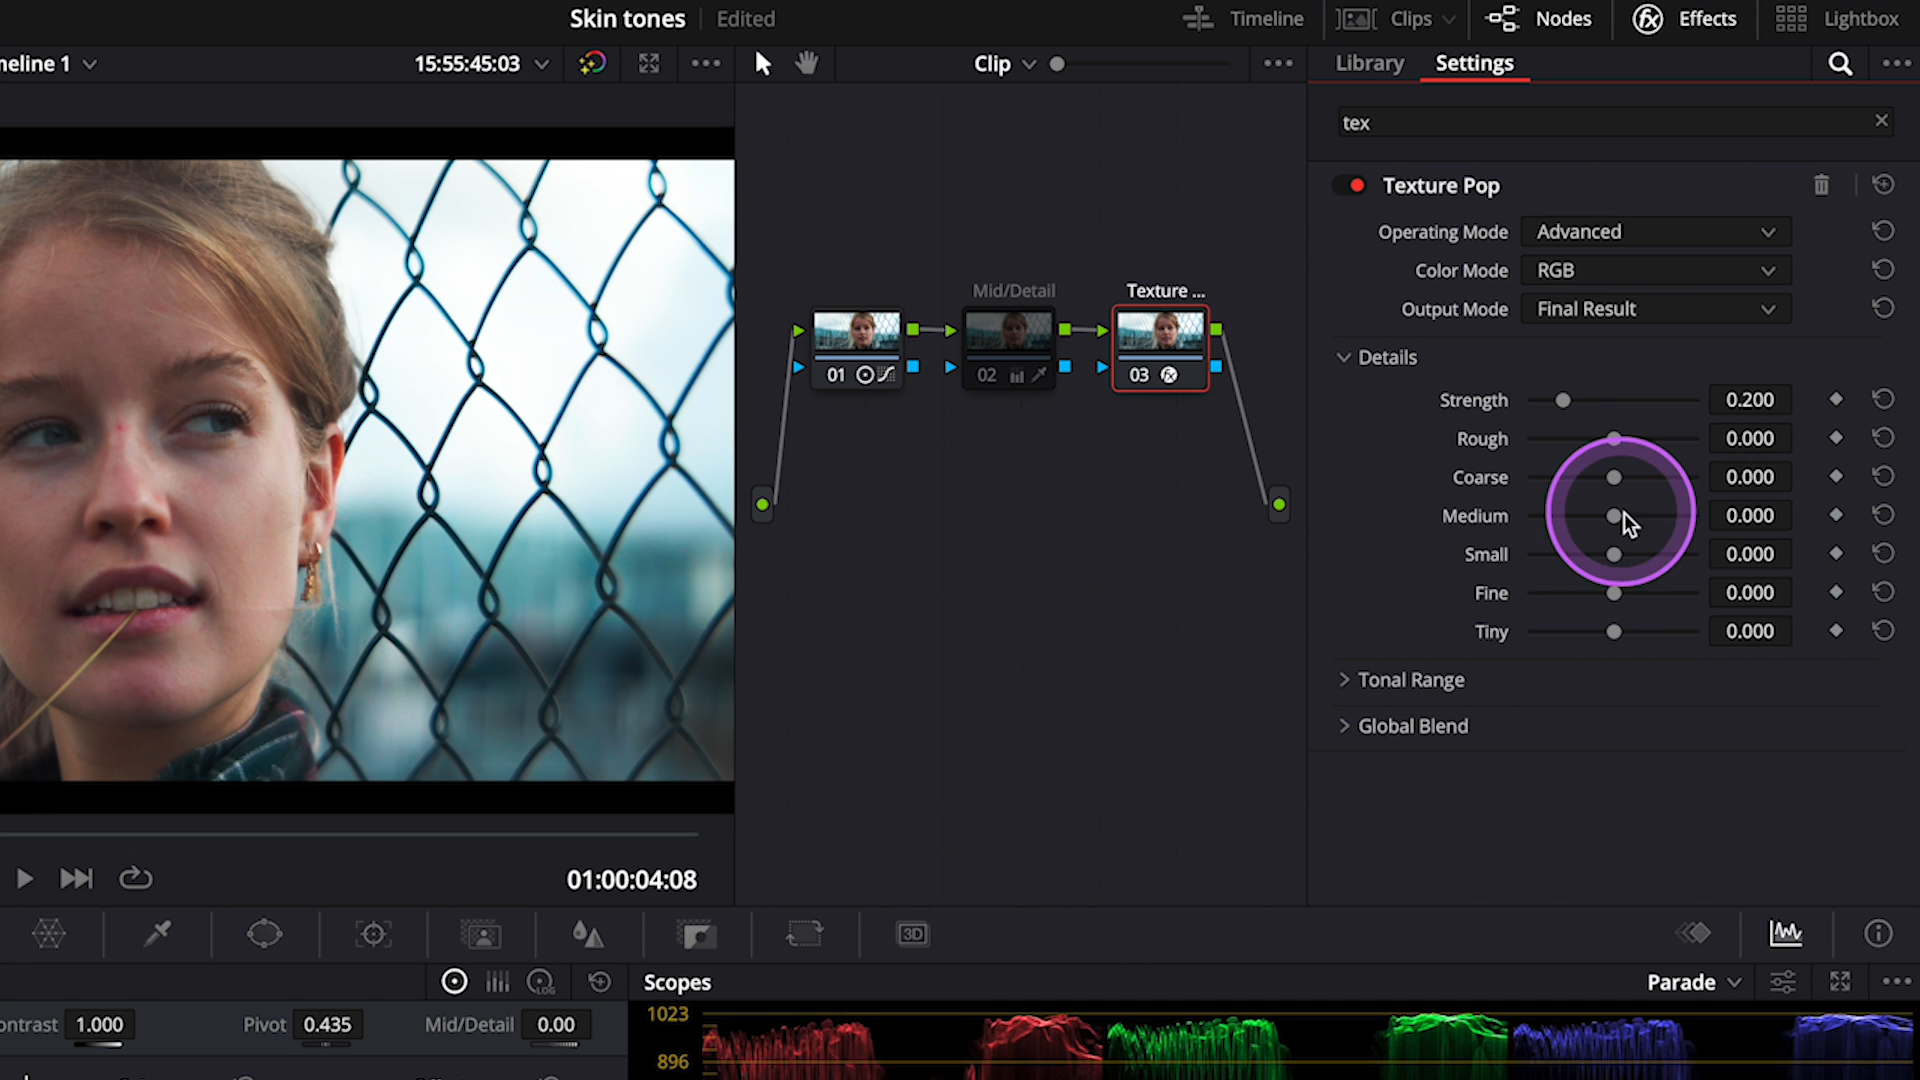 Skin tones Edited
Timeline Clips Nodes Effects Lightbox
meline 1 15:55:45:03
Clip
Library Settings
tex
Texture Pop
Operating Mode Advanced
Color Mode RGB
Output Mode Final Result
Details
Strength 0.200
Rough 0.000
Coarse 0.000
Medium 0.000
Small 0.000
Fine 0.000
Tiny 0.000
Tonal Range
Global Blend
Mid/Detail Texture ...
01 02 03
01:00:04:08
3D
LOG
Scopes Parade
ontrast 1.000 Pivot 0.435 Mid/Detail 0.00
1023
896